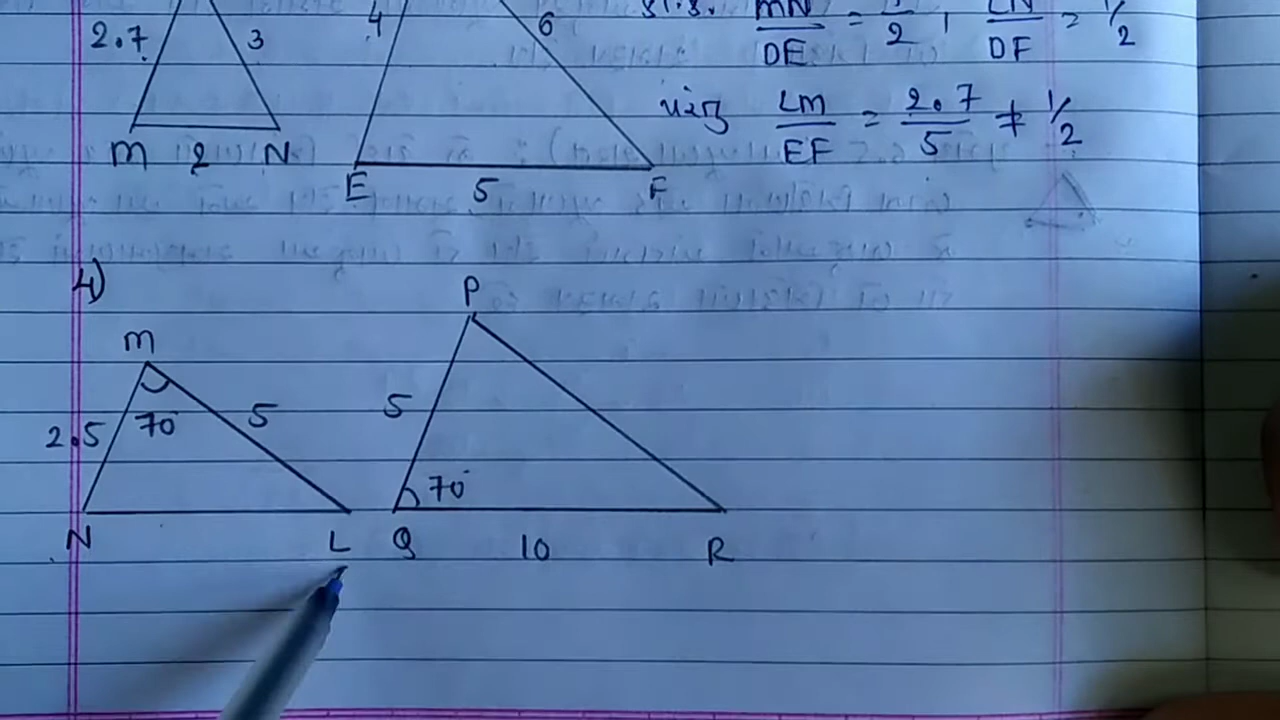 2.7
3
4
6
MN/DE = 1/2 , LN/DF = 1/2
LM/EF = 2.7/5 ≠ 1/2
M 2 N
E 5 F
4)
M
P
2.5
70°
5
5
70°
N L
Q 10 R